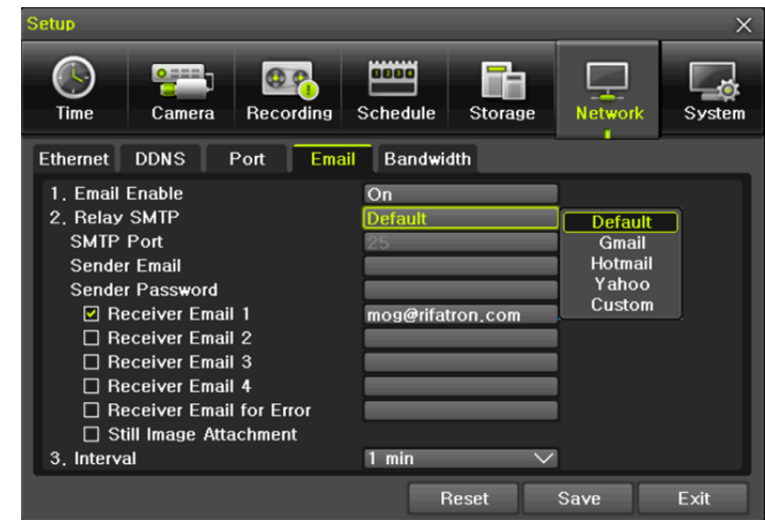 Setup
Time Camera Recording Schedule Storage Network System
Ethernet DDNS Port Email Bandwidth
1. Email Enable On
2. Relay SMTP Default Default
SMTP Port 25 Gmail
Sender Email Hotmail
Sender Password Yahoo
Custom
Receiver Email 1 mog@rifatron.com
Receiver Email 2
Receiver Email 3
Receiver Email 4
Receiver Email for Error
Still Image Attachment
3. Interval 1 min
Reset Save Exit